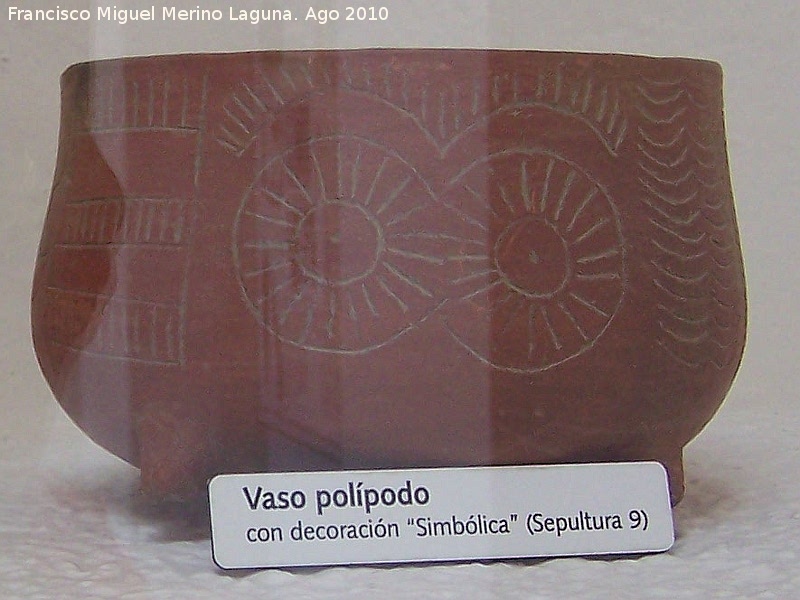 Francisco Miguel Merino Laguna. Ago 2010
Vaso polípodo
con decoración “Simbólica” (Sepultura 9)